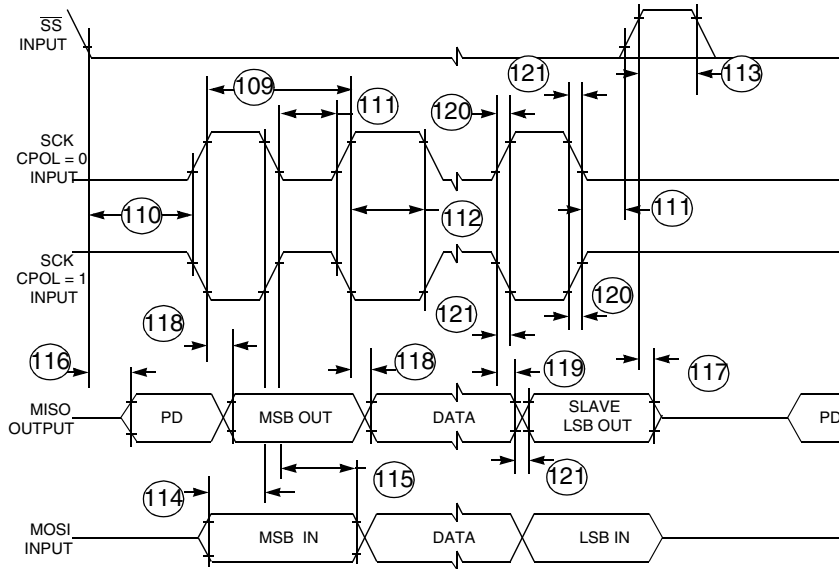 SS
INPUT
121
113
109
111
120
SCK
CPOL = 0
INPUT
110
112
111
SCK
CPOL = 1
INPUT
121
120
118
116
118
119
117
MISO
OUTPUT
PD
MSB OUT
DATA
SLAVE
LSB OUT
PD
114
115
121
MOSI
INPUT
MSB IN
DATA
LSB IN